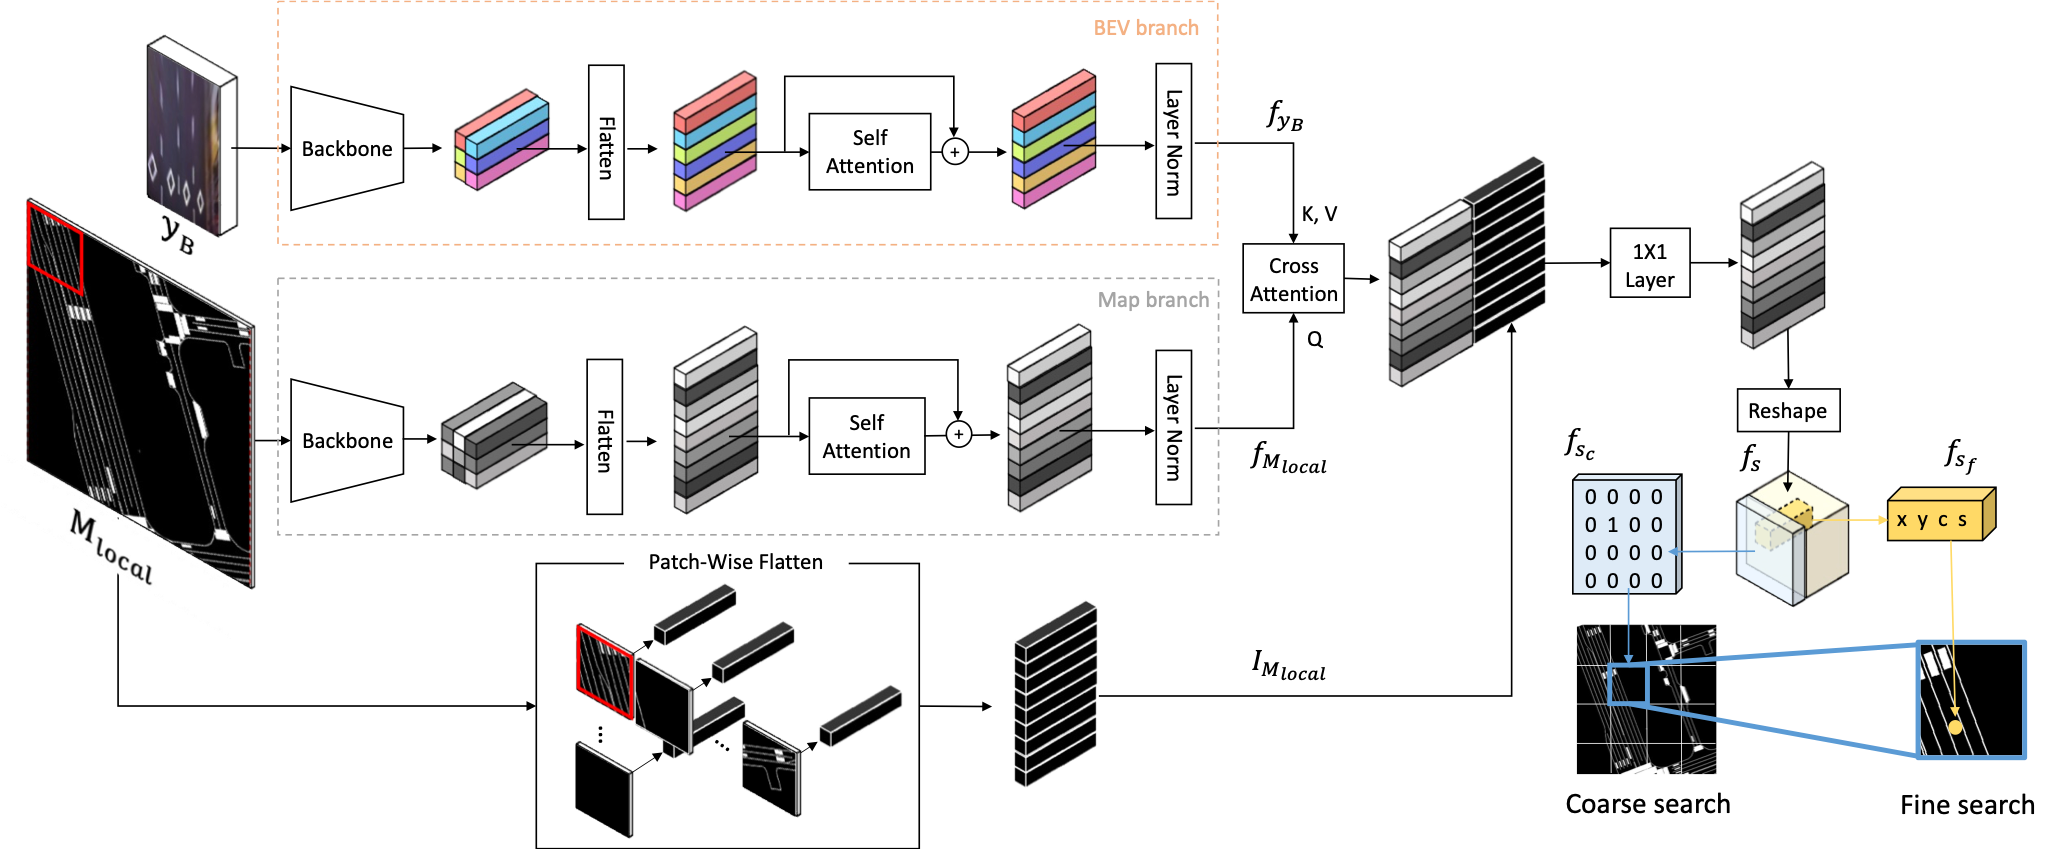 BEV branch
y_B
Backbone
Flatten
Self
Attention
+
Layer Norm
f_{y_B}
K, V
Cross
Attention
Q
1X1
Layer
Reshape
Map branch
M_{local}
Backbone
Flatten
Self
Attention
+
Layer Norm
f_{M_{local}}
f_{s_c}
f_s
f_{s_f}
0 0 0 0
0 1 0 0
0 0 0 0
0 0 0 0
x y c s
Patch-Wise Flatten
I_{M_{local}}
Coarse search
Fine search